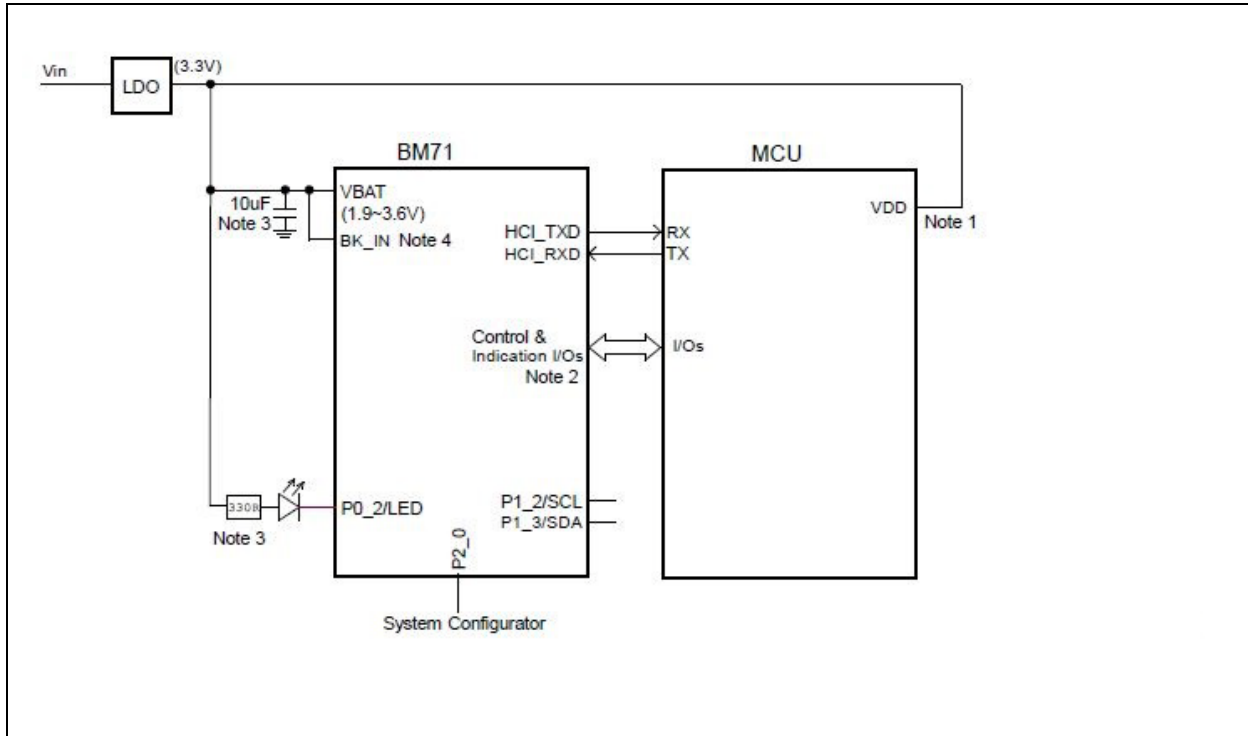 Vin
LDO
(3.3V)
BM71
MCU
VBAT
(1.9~3.6V)
10uF
Note 3
BK_IN Note 4
HCI_TXD
HCI_RXD
RX
TX
VDD
Note 1
Control &
Indication I/Os
Note 2
I/Os
330R
Note 3
P0_2/LED
P1_2/SCL
P1_3/SDA
P2_0
System Configurator